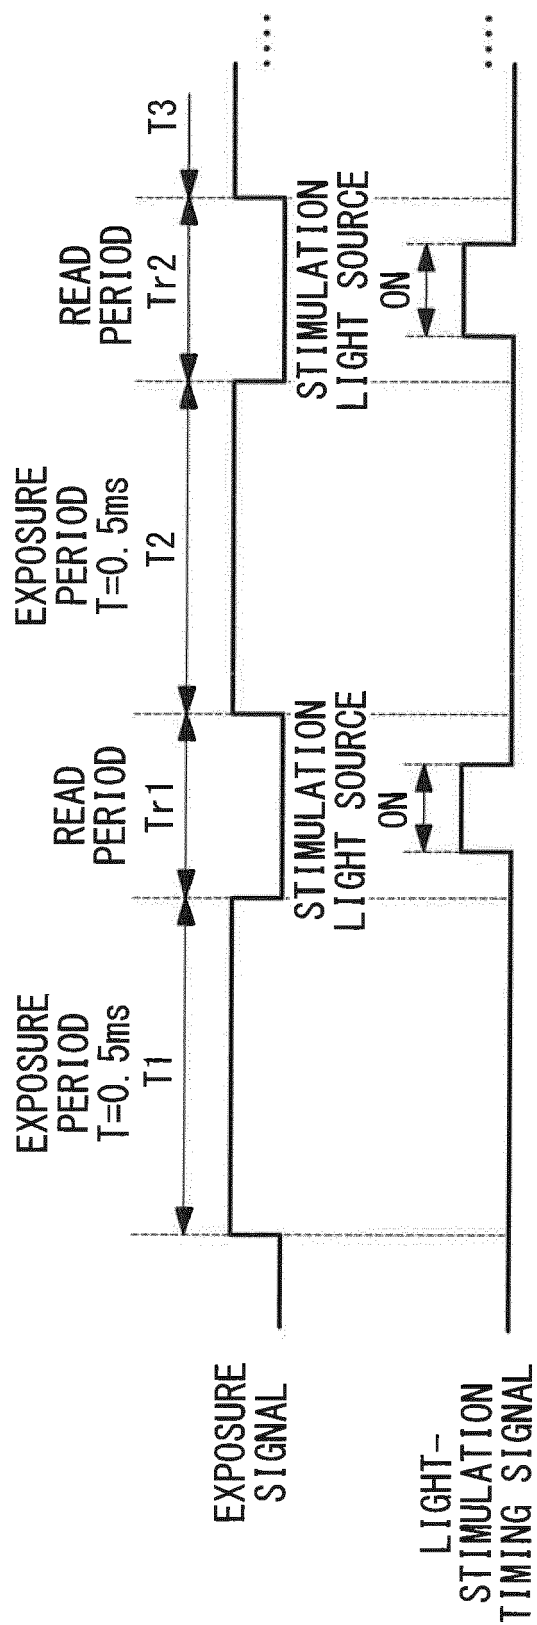 EXPOSURE
PERIOD
T=0.5ms
T1
READ
PERIOD
Tr1
EXPOSURE
PERIOD
T=0.5ms
T2
READ
PERIOD
Tr2
T3
EXPOSURE
SIGNAL
STIMULATION
LIGHT SOURCE
ON
STIMULATION
LIGHT SOURCE
ON
LIGHT-
STIMULATION
TIMING SIGNAL